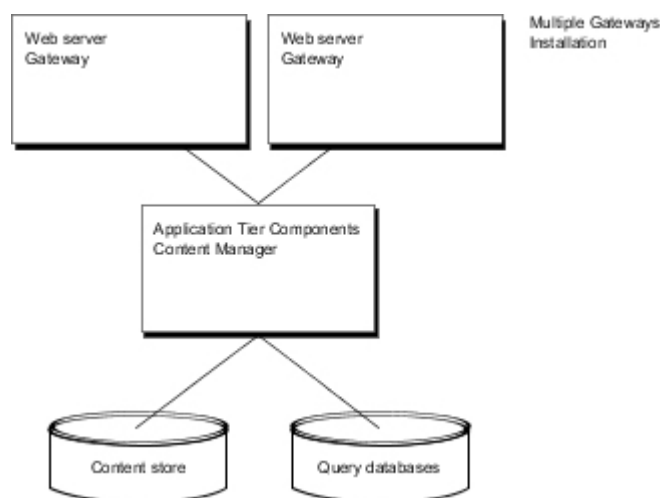 Web server
Gateway
Web server
Gateway
Multiple Gateways
Installation
Application Tier Components
Content Manager
Content store
Query databases